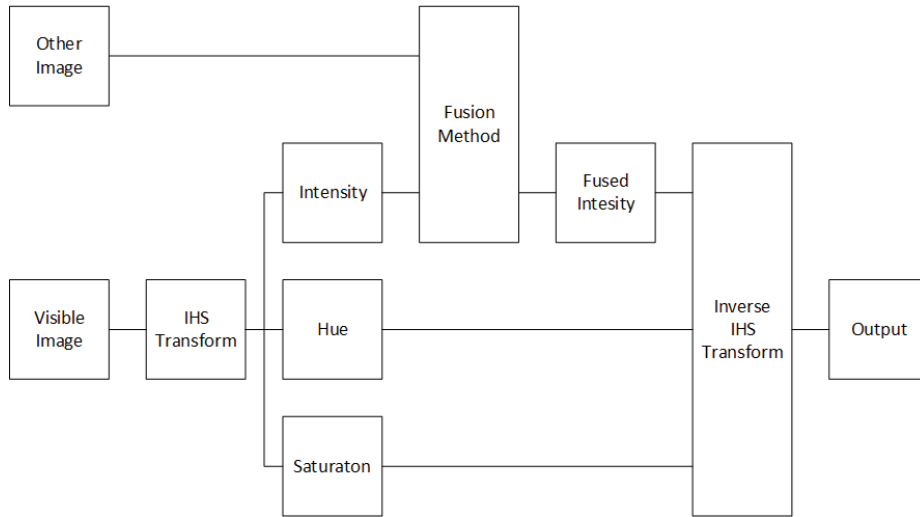 Other
Image
Fusion
Method
Intensity
Fused
Intesity
Visible
Image
IHS
Transform
Hue
Inverse
IHS
Transform
Output
Saturaton